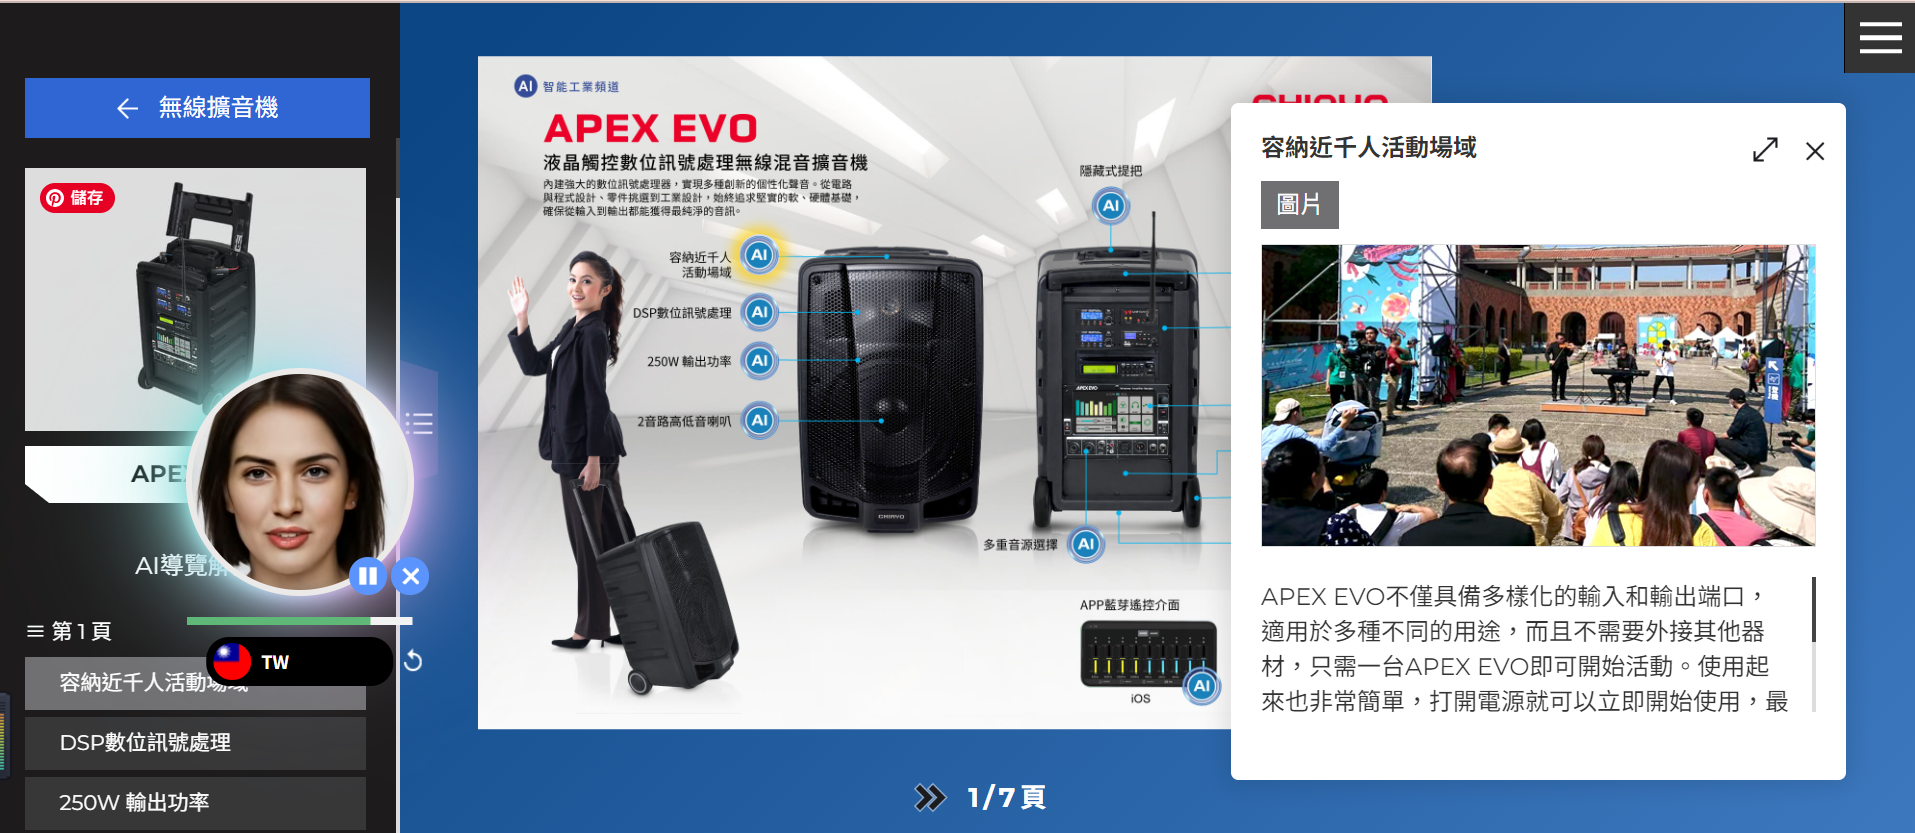 無線擴音機
儲存
APE
AI導覽解
第1頁
TW
容納近千人活動場域
DSP數位訊號處理
250W 輸出功率
AI 智能工業頻道
APEX EVO
液晶觸控數位訊號處理無線混音擴音機
內建強大的數位訊號處理器，實現多種創新的個性化聲音。從電路
與程式設計、零件挑選到工業設計，始終追求堅實的軟、硬體基礎，
確保從輸入到輸出都能獲得最純淨的音訊。
容納近千人
活動場域
AI
DSP數位訊號處理
AI
250W 輸出功率
AI
2音路高低音喇叭
AI
CHIAYO
隱藏式提把
AI
APEX EVO
多重音源選擇
AI
APP藍芽遙控介面
AI
iOS
1/7頁
容納近千人活動場域
圖片
APEX EVO不僅具備多樣化的輸入和輸出端口，
適用於多種不同的用途，而且不需要外接其他器
材，只需一台APEX EVO即可開始活動。使用起
來也非常簡單，打開電源就可以立即開始使用，最